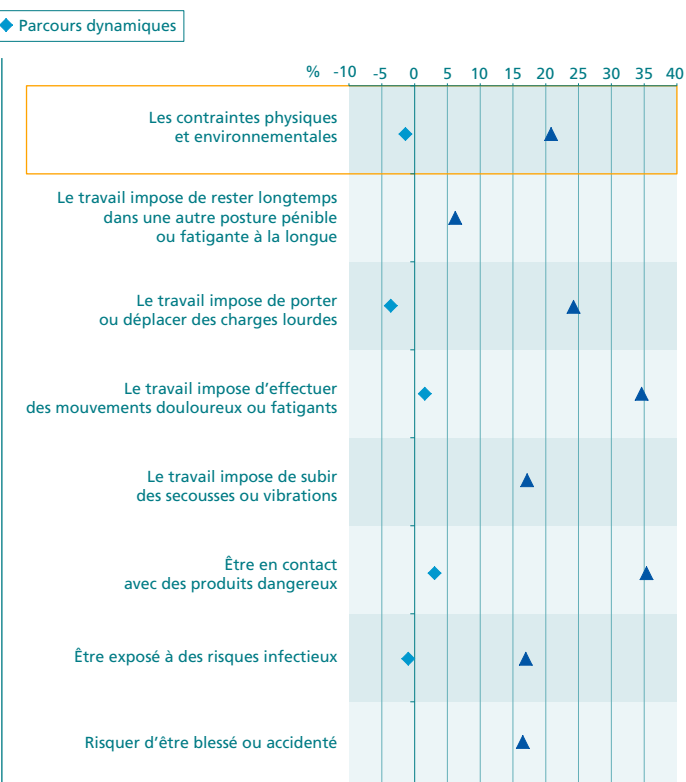 Parcours dynamiques
% -10 -5 0 5 10 15 20 25 30 35 40
Les contraintes physiques
et environnementales
Le travail impose de rester longtemps
dans une autre posture pénible
ou fatigante à la longue
Le travail impose de porter
ou déplacer des charges lourdes
Le travail impose d’effectuer
des mouvements douloureux ou fatigants
Le travail impose de subir
des secousses ou vibrations
Être en contact
avec des produits dangereux
Être exposé à des risques infectieux
Risquer d’être blessé ou accidenté